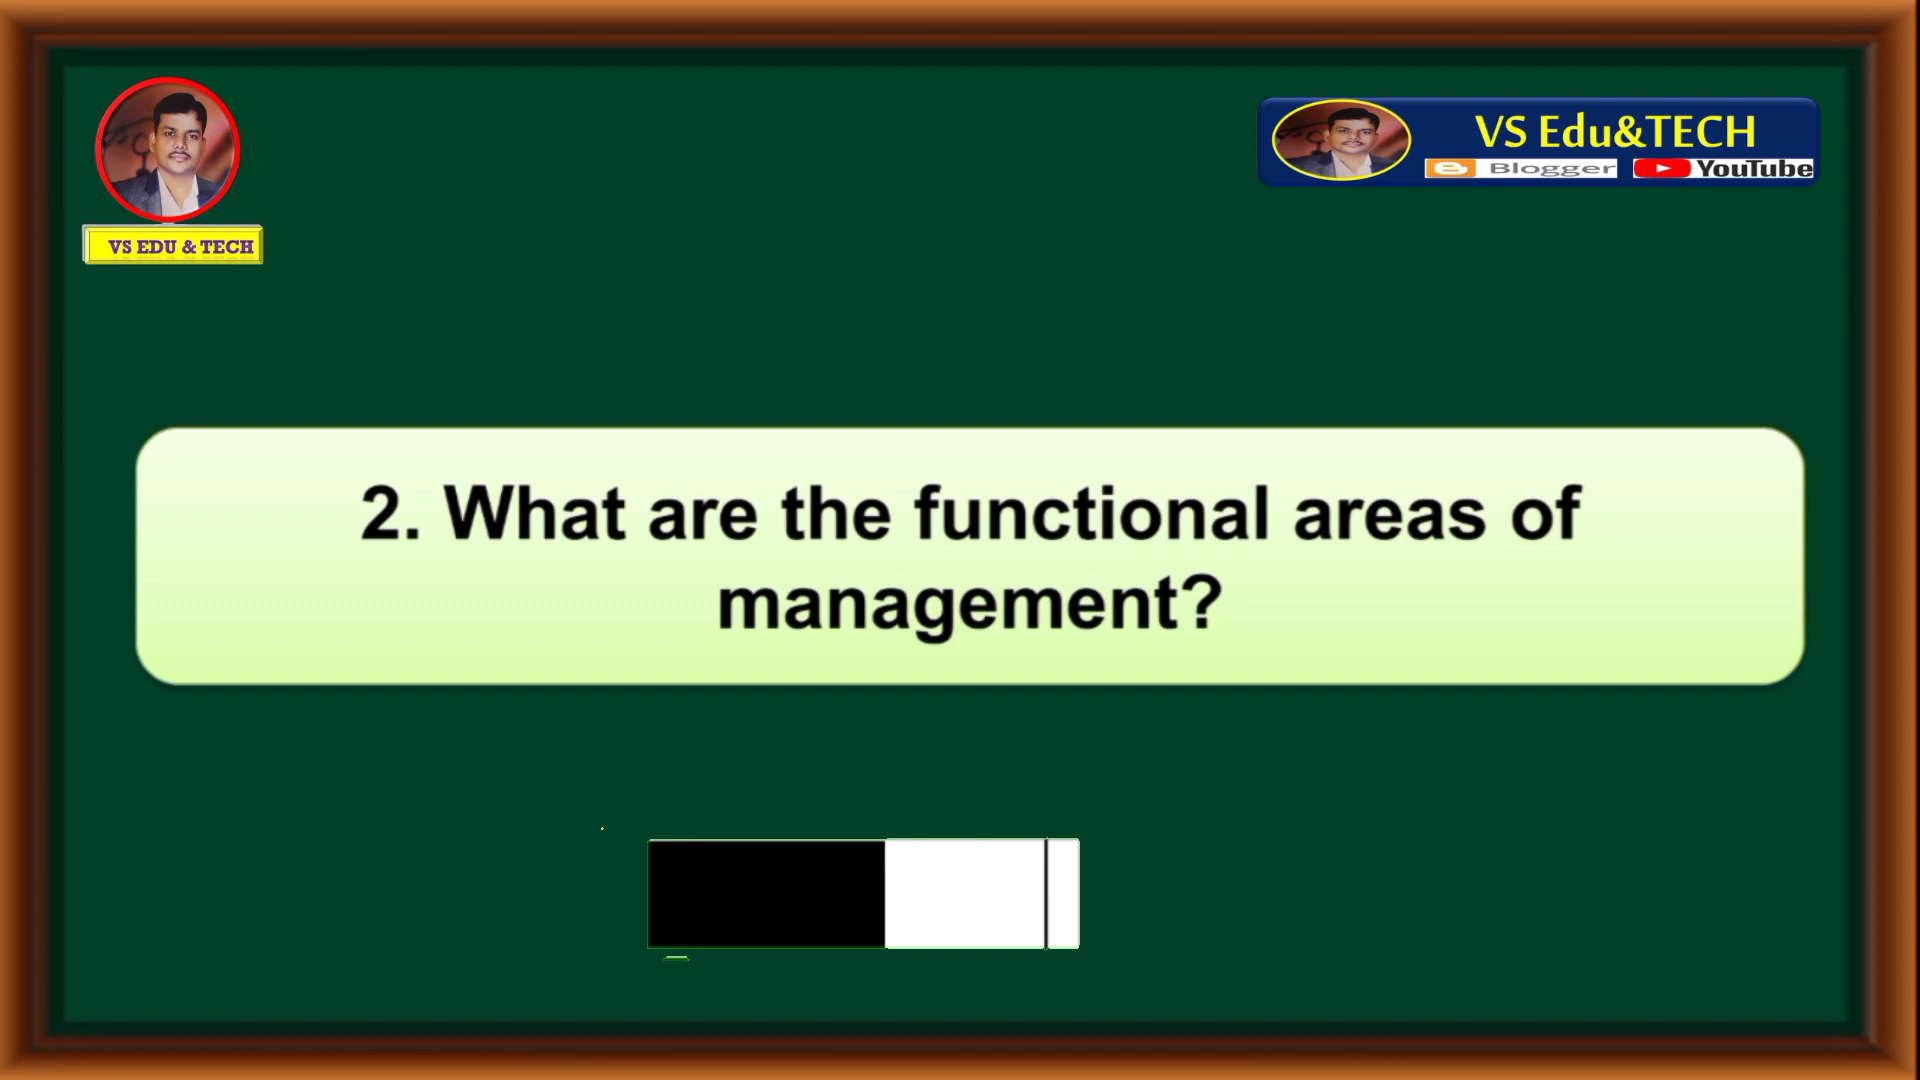 VS Edu&TECH
Blogger YouTube
VS EDU & TECH
2. What are the functional areas of
management?